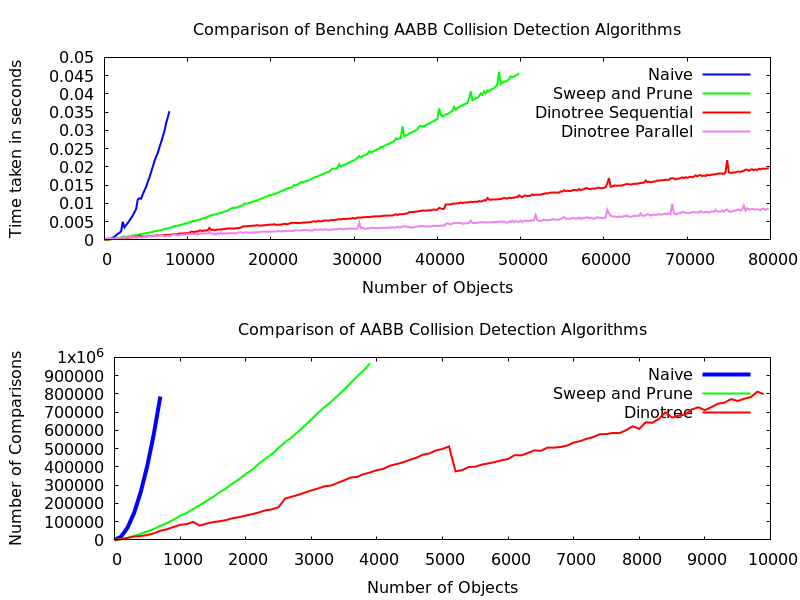 Comparison of Benching AABB Collision Detection Algorithms
Time taken in seconds
0.05
0.045
0.04
0.035
0.03
0.025
0.02
0.015
0.01
0.005
0
Naive
Sweep and Prune
Dinotree Sequential
Dinotree Parallel
0 10000 20000 30000 40000 50000 60000 70000 80000
Number of Objects
Comparison of AABB Collision Detection Algorithms
Number of Comparisons
1x10^6
900000
800000
700000
600000
500000
400000
300000
200000
100000
0
Naive
Sweep and Prune
Dinotree
0 1000 2000 3000 4000 5000 6000 7000 8000 9000 10000
Number of Objects